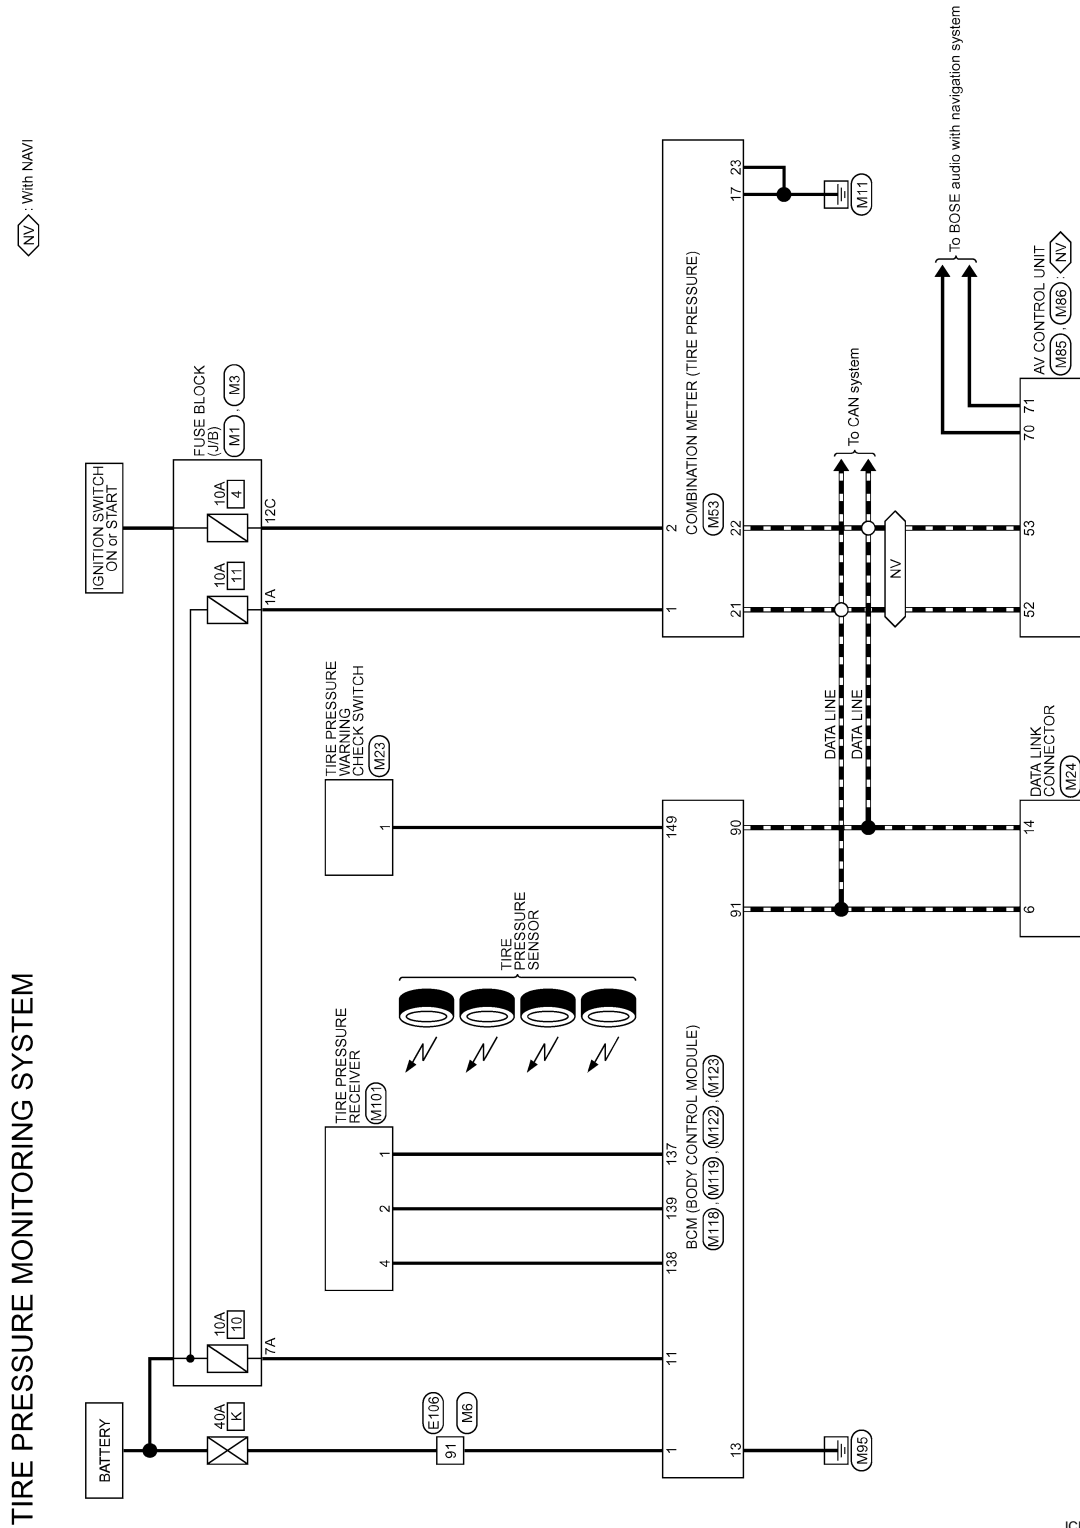 TIRE PRESSURE MONITORING SYSTEM
NV : With NAVI
BATTERY
IGNITION SWITCH
ON or START
40A
K
10A
10
10A
11
10A
4
FUSE BLOCK
(J/B)
M1 , M3
7A
1A
12C
E106
91
M6
TIRE PRESSURE
RECEIVER
M101
4
2
1
TIRE
PRESSURE
SENSOR
TIRE PRESSURE
WARNING
CHECK SWITCH
M23
1
1
11
138
139
137
149
BCM (BODY CONTROL MODULE)
M118 , M119 , M122 , M123
13
91
90
M95
1
2
COMBINATION METER (TIRE PRESSURE)
M53
21
22
17
23
M11
DATA LINE
DATA LINE
To CAN system
NV
To BOSE audio with navigation system
DATA LINK
CONNECTOR
M24
6
14
AV CONTROL UNIT
M85 , M86 : NV
52
53
70
71